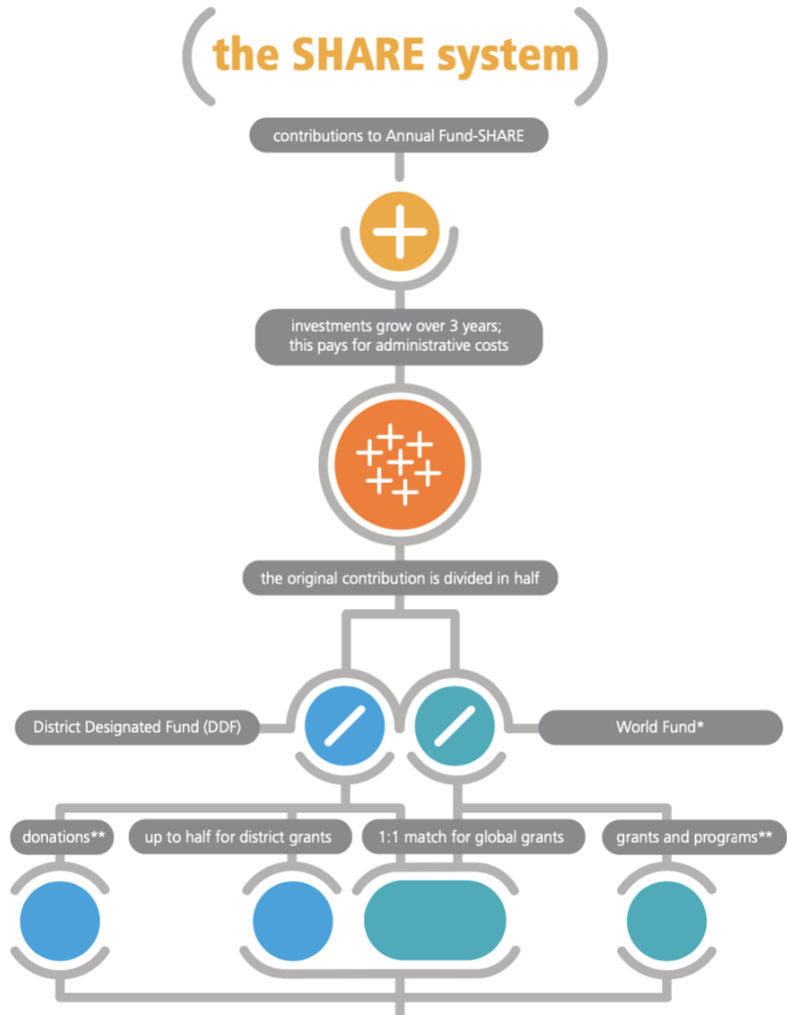 the SHARE system
contributions to Annual Fund-SHARE
investments grow over 3 years;
this pays for administrative costs
the original contribution is divided in half
District Designated Fund (DDF)
World Fund*
donations**
up to half for district grants
1:1 match for global grants
grants and programs**